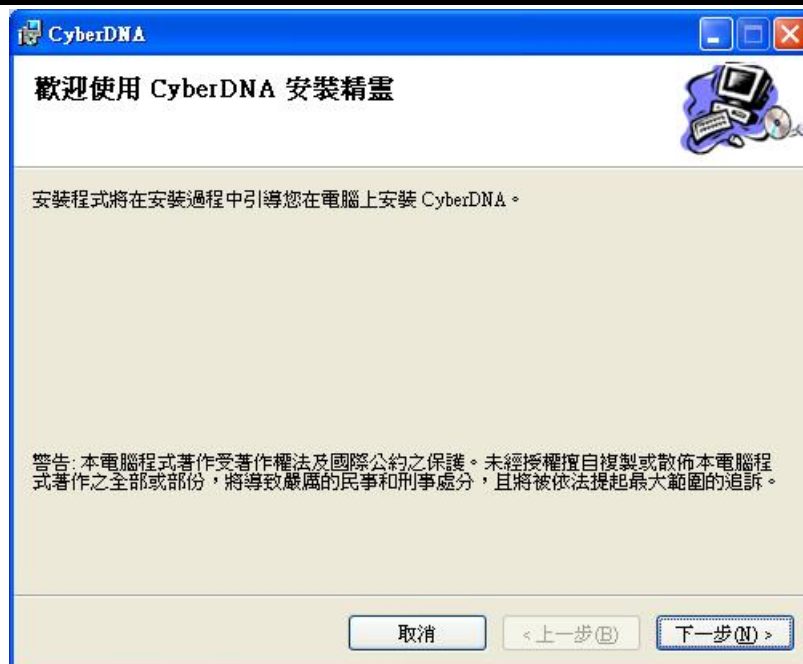 CyberDNA
歡迎使用 CyberDNA 安裝精靈
安裝程式將在安裝過程中引導您在電腦上安裝 CyberDNA。
警告: 本電腦程式著作受著作權法及國際公約之保護。未經授權擅自複製或散佈本電腦程
式著作之全部或部份，將導致嚴厲的民事和刑事處分，且將被依法提起最大範圍的追訴。
取消
<上一步(B)
下一步(N)>